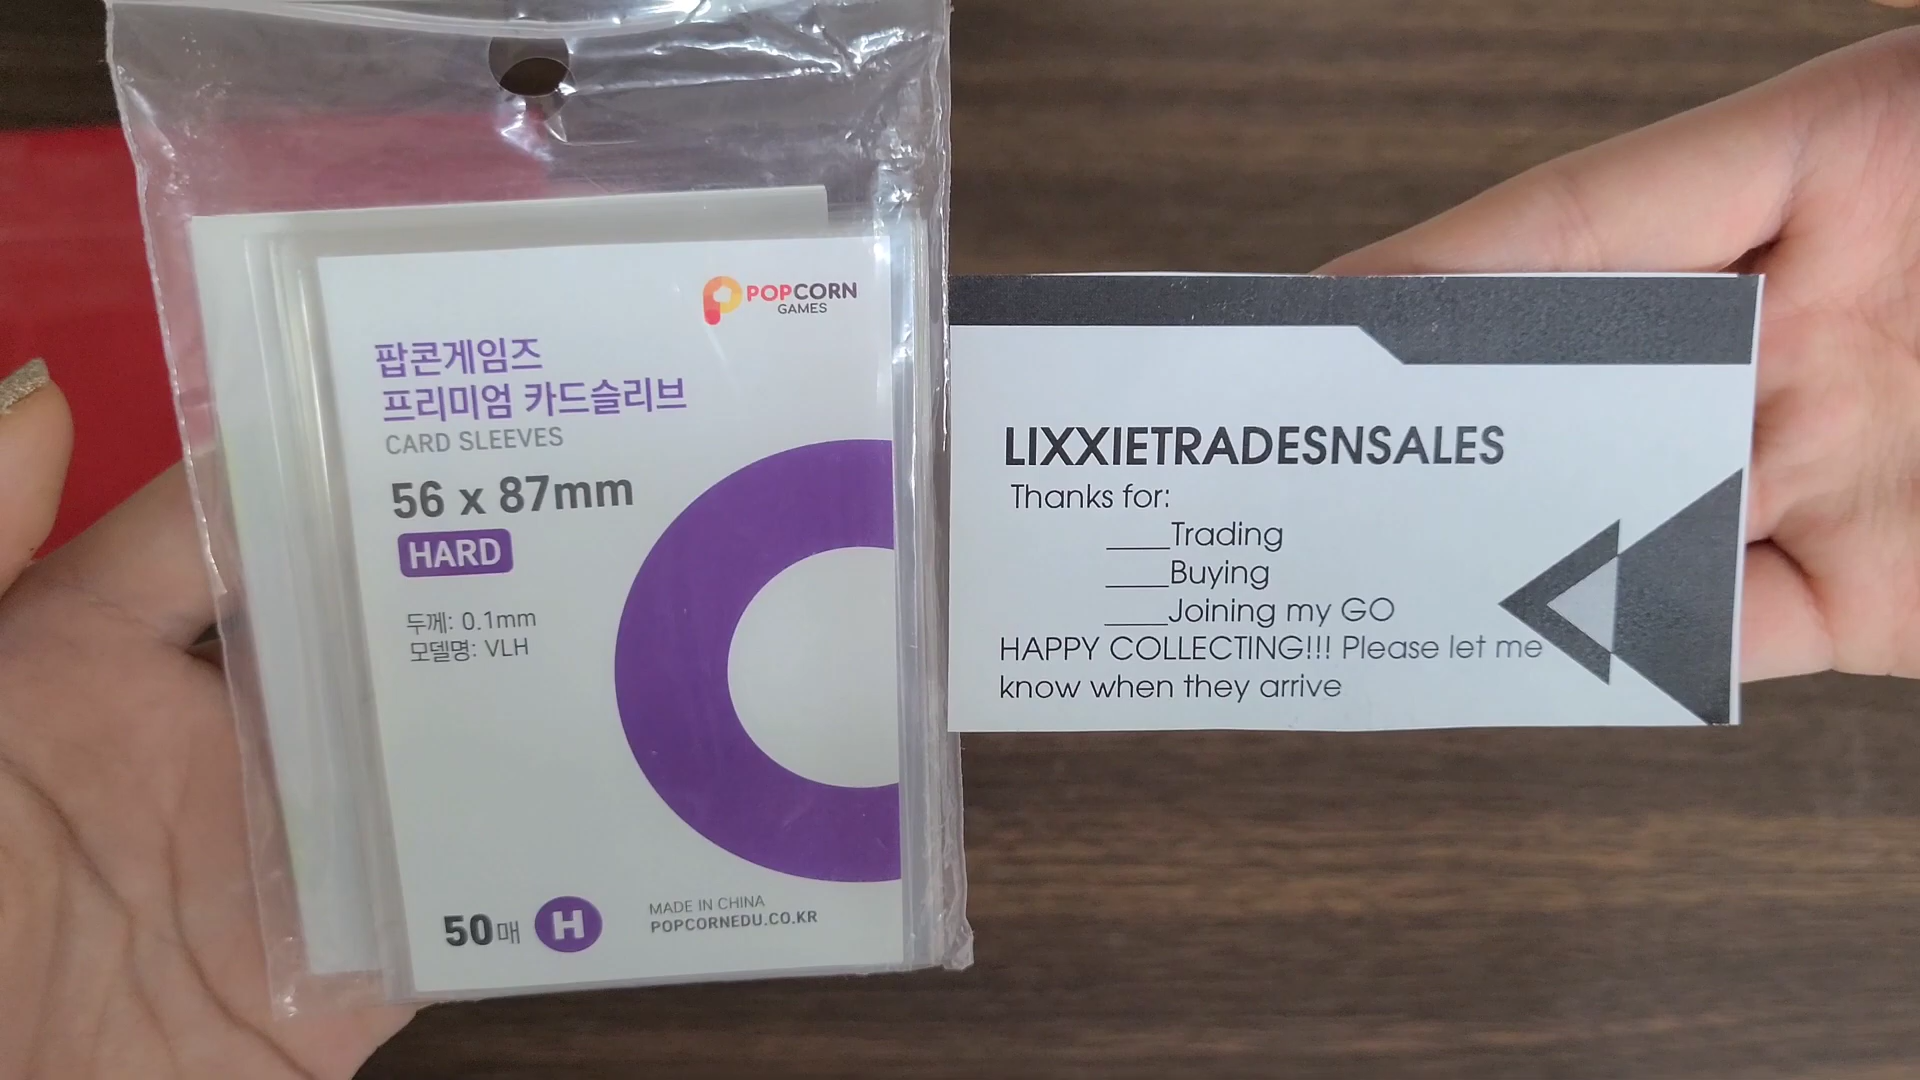 POPCORN
GAMES
팝콘게임즈
프리미엄 카드슬리브
CARD SLEEVES
56 x 87mm
HARD
두께: 0.1mm
모델명: VLH
50매 H
MADE IN CHINA
POPCORNEDU.CO.KR
LIXXIETRADESNSALES
Thanks for:
____Trading
____Buying
____Joining my GO
HAPPY COLLECTING!!! Please let me
know when they arrive